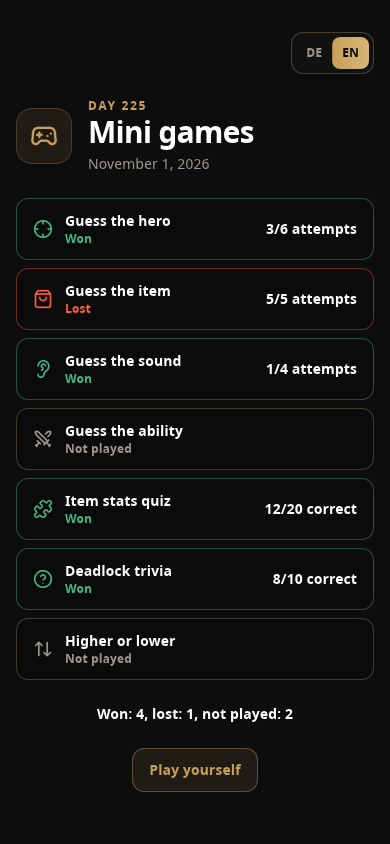 DE EN
DAY 225
Mini games
November 1, 2026
Guess the hero
Won
3/6 attempts
Guess the item
Lost
5/5 attempts
Guess the sound
Won
1/4 attempts
Guess the ability
Not played
Item stats quiz
Won
12/20 correct
Deadlock trivia
Won
8/10 correct
Higher or lower
Not played
Won: 4, lost: 1, not played: 2
Play yourself